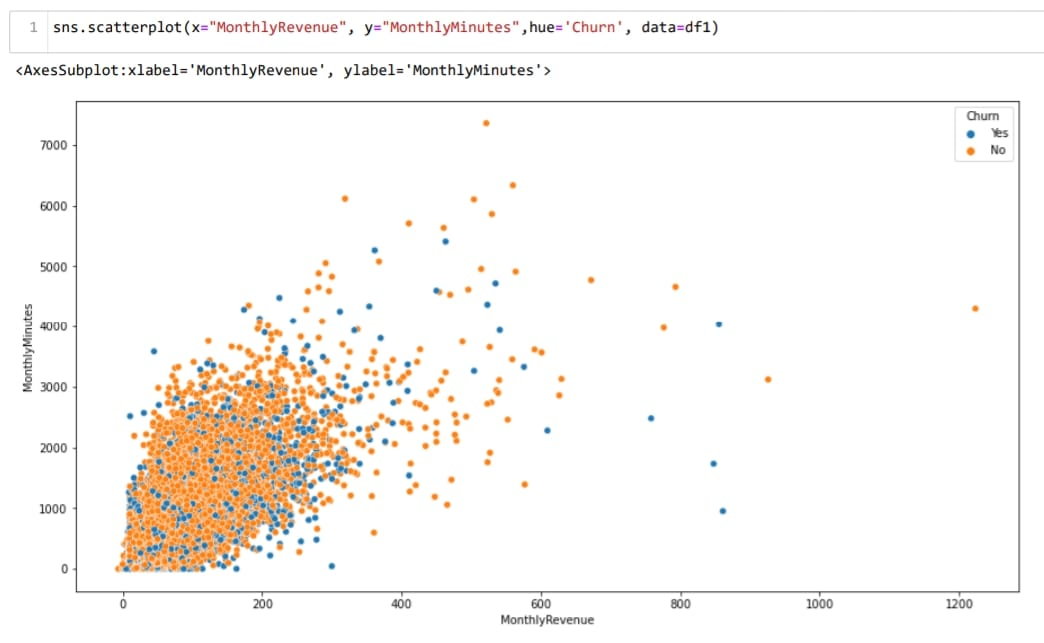 1 sns.scatterplot(x="MonthlyRevenue", y="MonthlyMinutes",hue='Churn', data=df1)
<AxesSubplot:xlabel='MonthlyRevenue', ylabel='MonthlyMinutes'>
Churn
Yes
No
7000
6000
5000
4000
3000
2000
1000
0
MonthlyMinutes
0 200 400 600 800 1000 1200
MonthlyRevenue